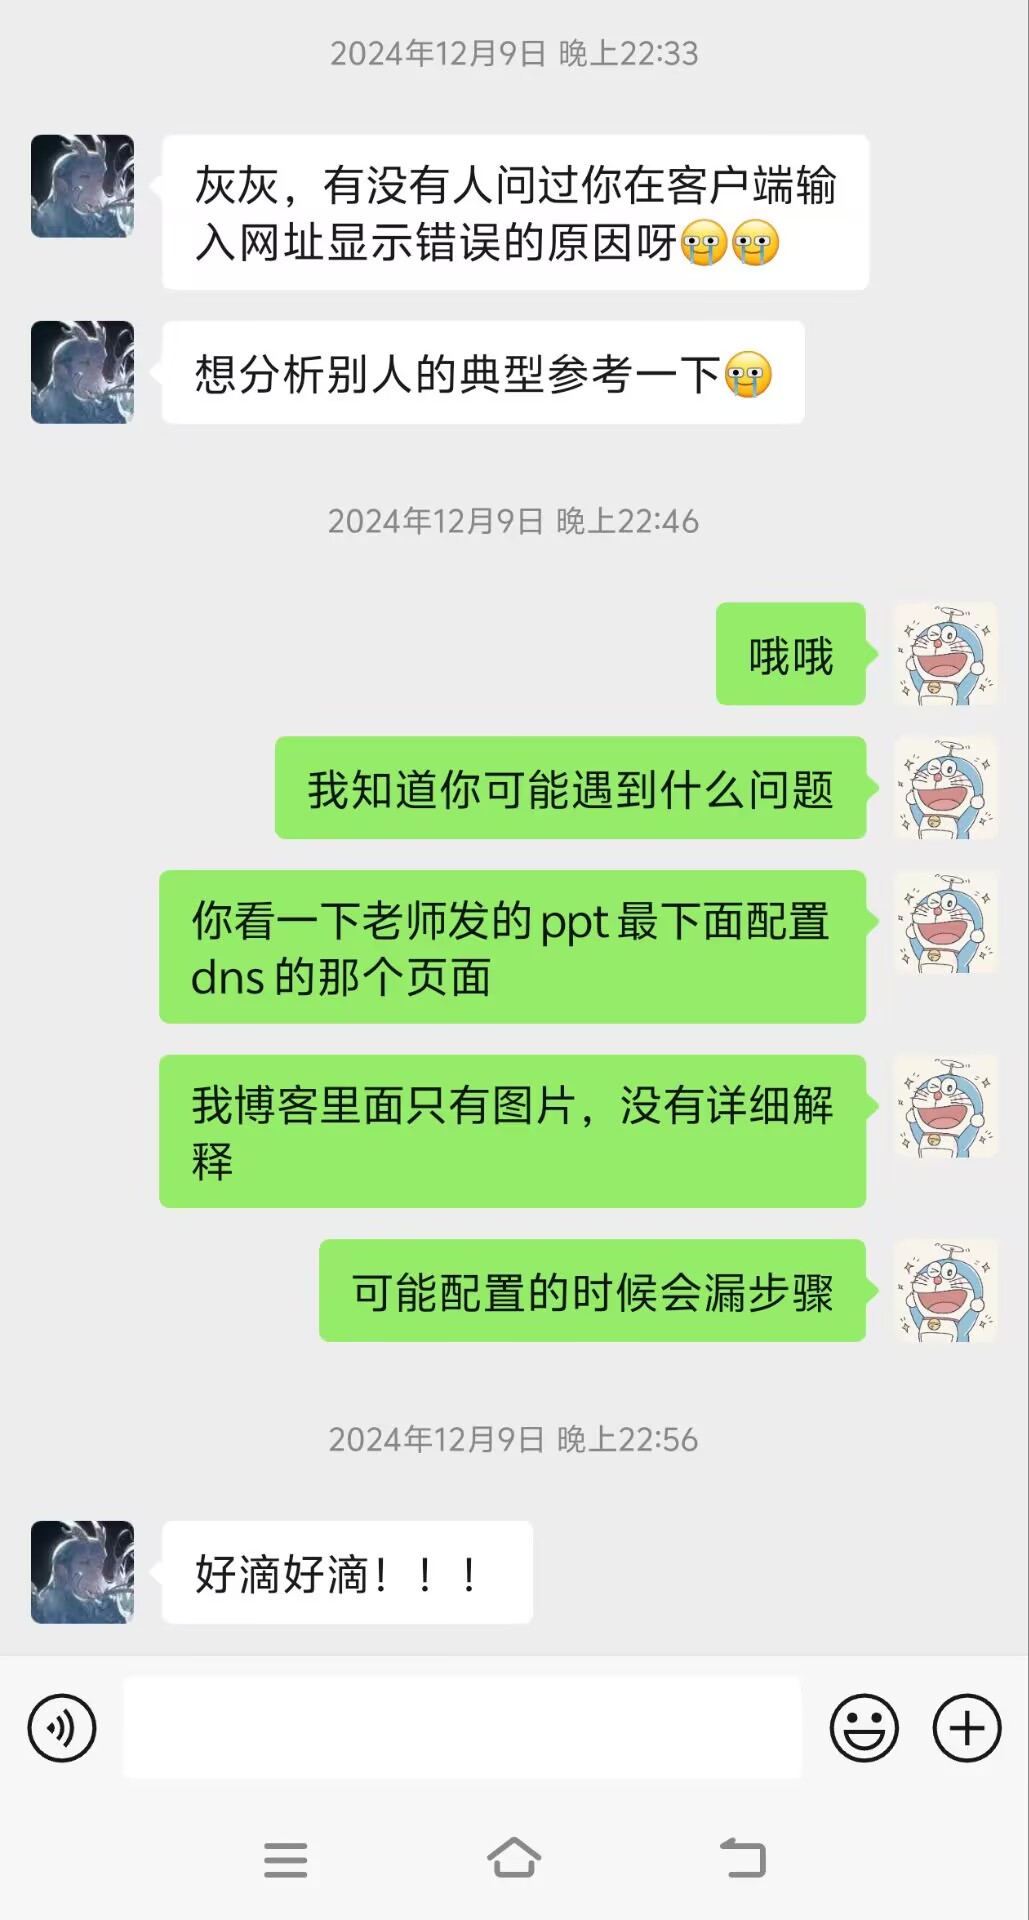 2024年12月9日 晚上22:33
灰灰，有没有人问过你在客户端输
入网址显示错误的原因呀😭😭
想分析别人的典型参考一下😭
2024年12月9日 晚上22:46
哦哦
我知道你可能遇到什么问题
你看一下老师发的ppt最下面配置
dns的那个页面
我博客里面只有图片，没有详细解
释
可能配置的时候会漏步骤
2024年12月9日 晚上22:56
好滴好滴！！！